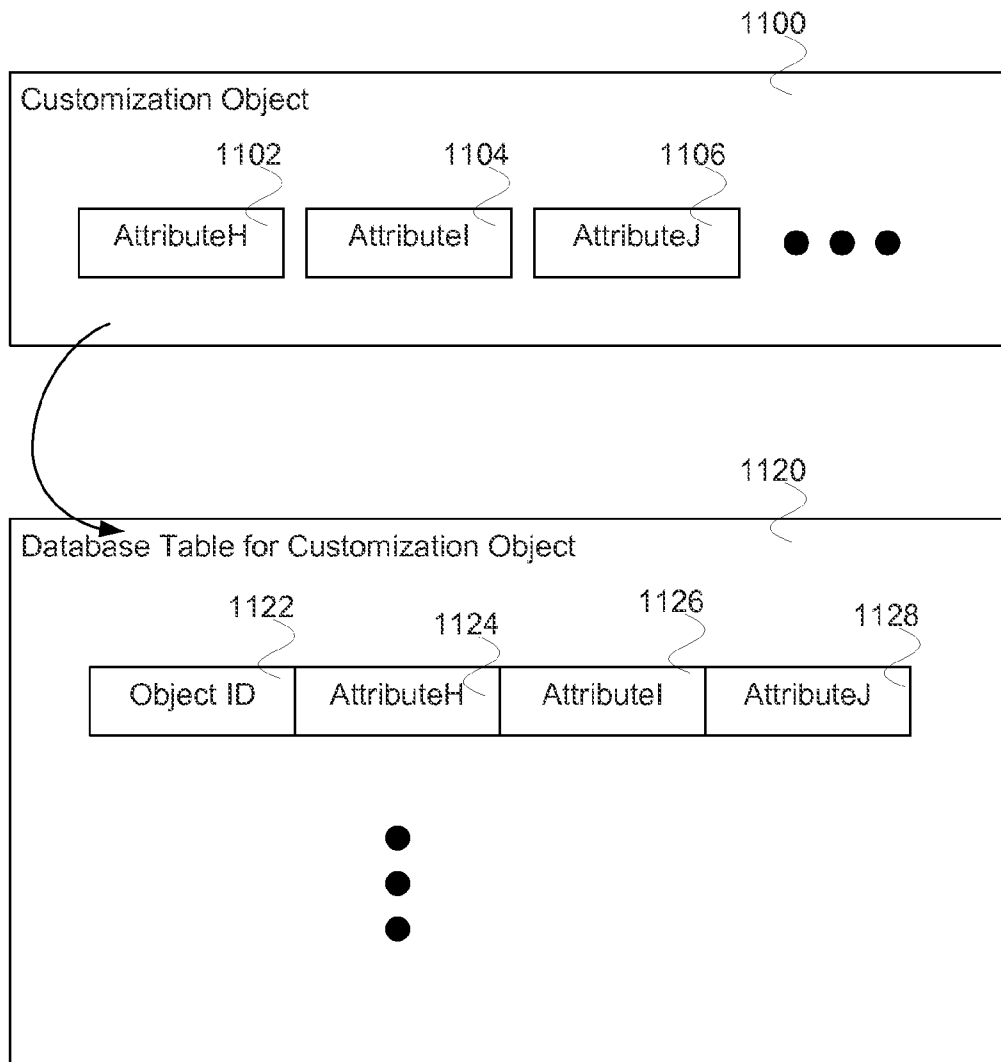 1100
Customization Object
1102 1104 1106
AttributeH AttributeI AttributeJ
1120
Database Table for Customization Object
1122 1124 1126 1128
Object ID AttributeH AttributeI AttributeJ